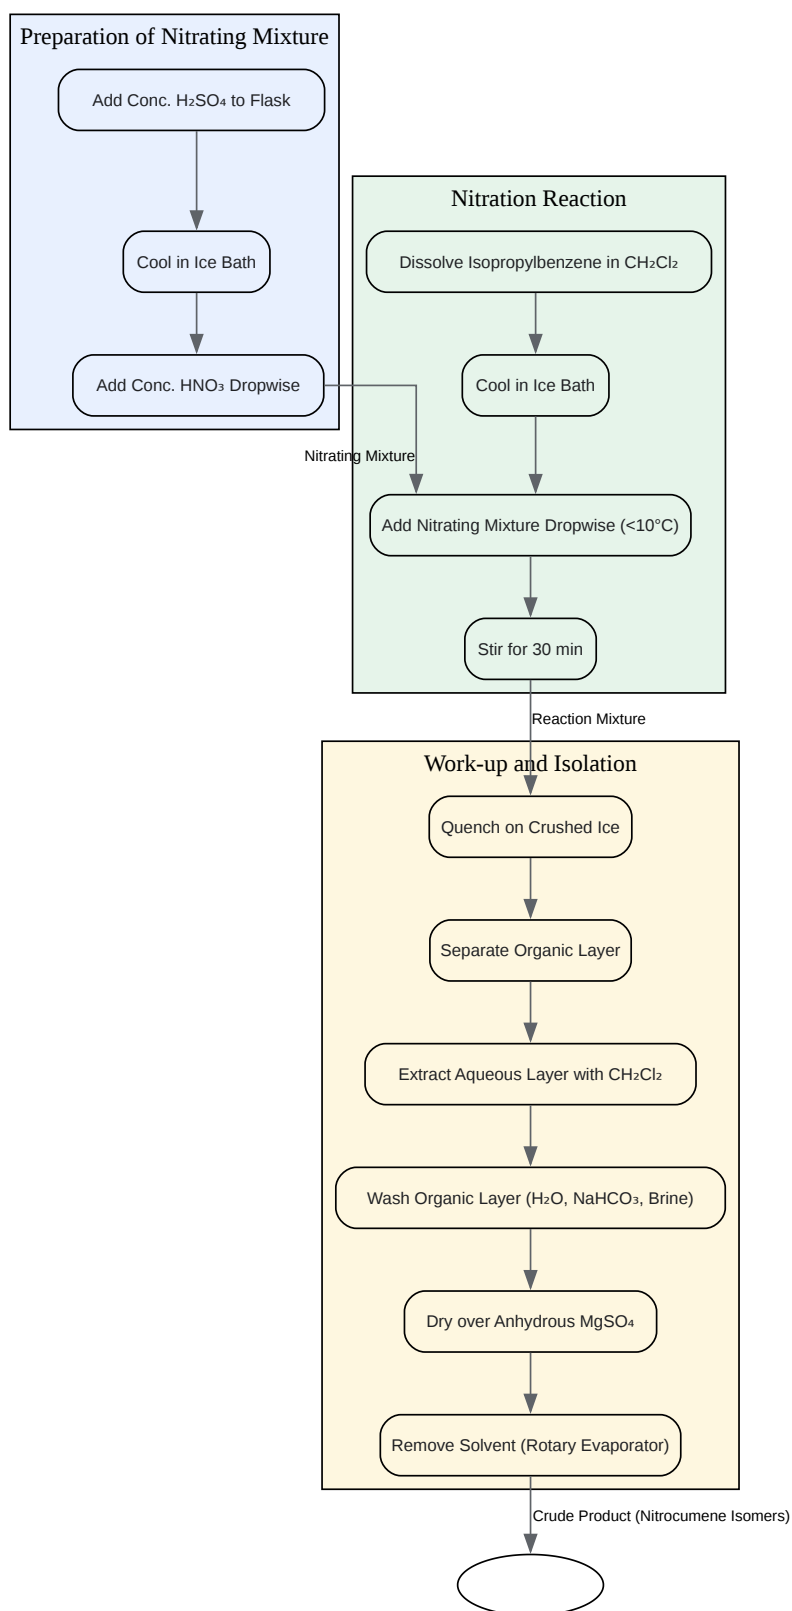 Preparation of Nitrating Mixture
Add Conc. H₂SO₄ to Flask
Cool in Ice Bath
Add Conc. HNO₃ Dropwise
Nitrating Mixture
Nitration Reaction
Dissolve Isopropylbenzene in CH₂Cl₂
Cool in Ice Bath
Add Nitrating Mixture Dropwise (<10°C)
Stir for 30 min
Reaction Mixture
Work-up and Isolation
Quench on Crushed Ice
Separate Organic Layer
Extract Aqueous Layer with CH₂Cl₂
Wash Organic Layer (H₂O, NaHCO₃, Brine)
Dry over Anhydrous MgSO₄
Remove Solvent (Rotary Evaporator)
Crude Product (Nitrocumene Isomers)